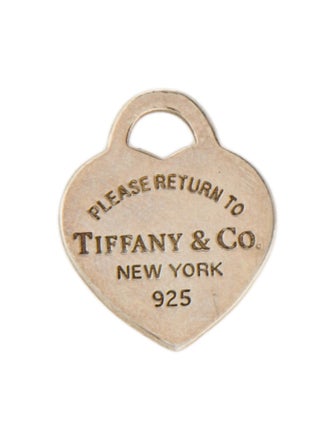 PLEASE RETURN TO
TIFFANY & CO.
NEW YORK
925